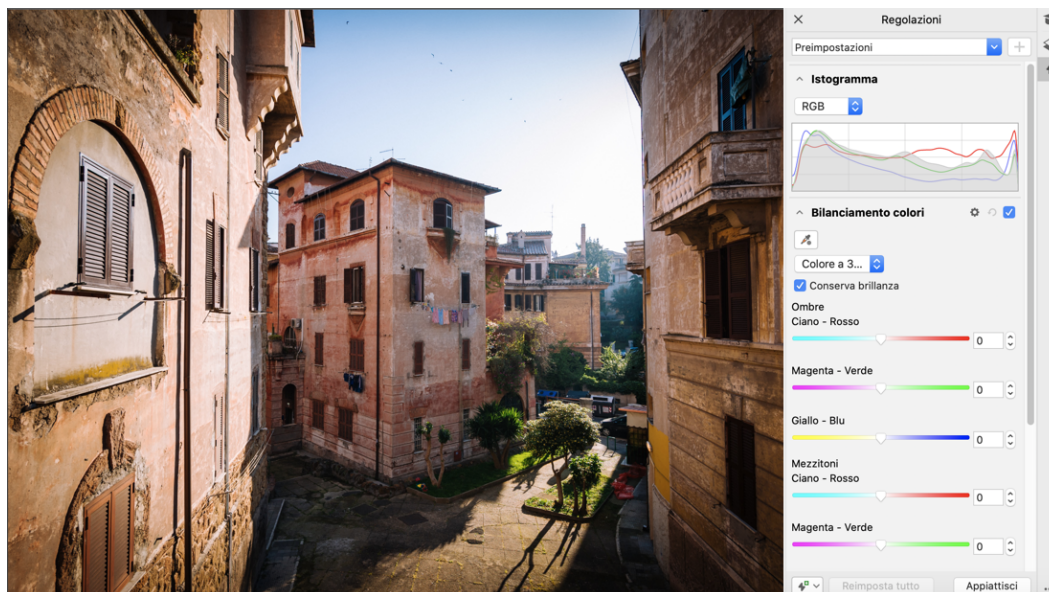 Regolazioni
Preimpostazioni
Istogramma
RGB
Bilanciamento colori
Colore a 3...
Conserva brillanza
Ombre
Ciano - Rosso
0
Magenta - Verde
0
Giallo - Blu
0
Mezzitoni
Ciano - Rosso
0
Magenta - Verde
0
Reimposta tutto Appiattisci